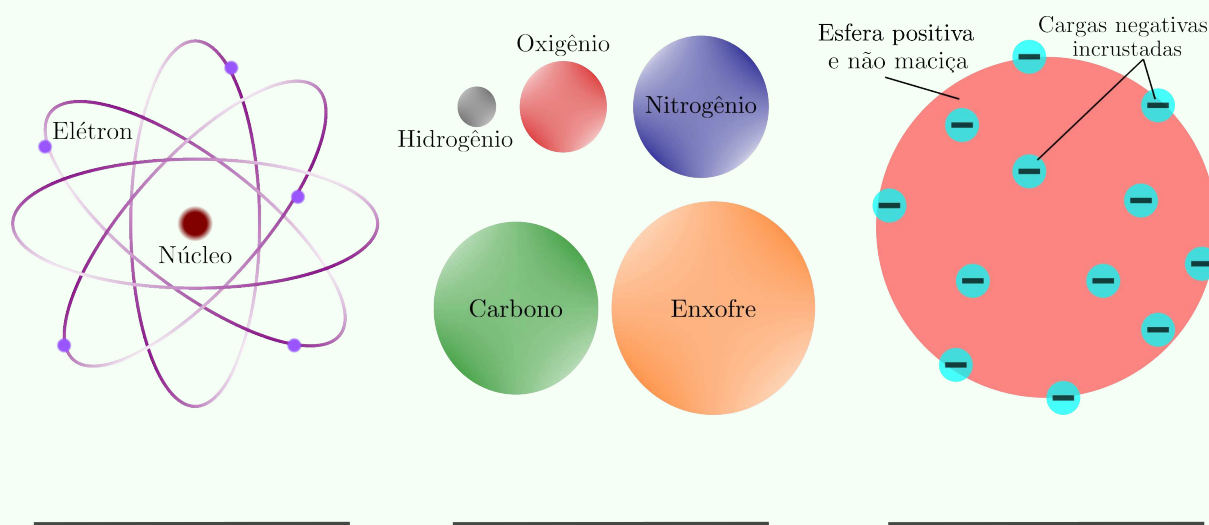 Elétron
Núcleo
Oxigênio
Hidrogênio
Nitrogênio
Carbono
Enxofre
Esfera positiva
e não maciça
Cargas negativas
incrustadas